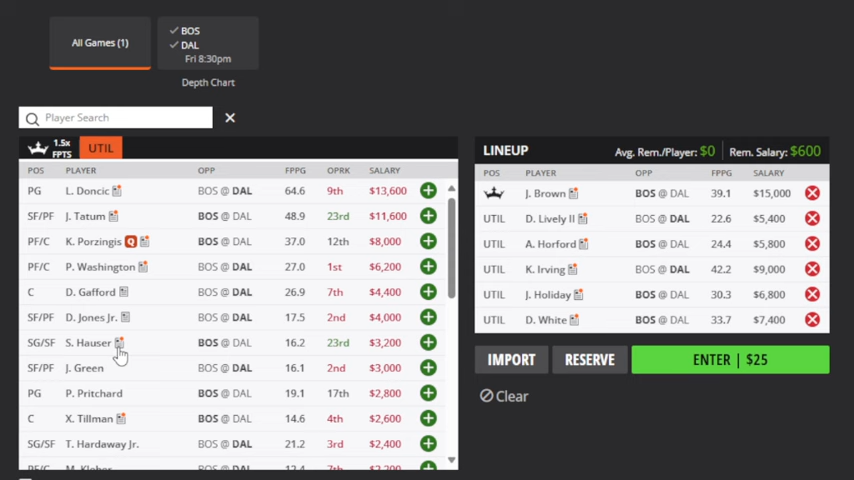 All Games (1)
BOS
DAL
Fri 8:30pm
Depth Chart
Player Search
1.5x
FPTS
UTIL
POS PLAYER OPP FPPG OPRK SALARY
PG L. Doncic BOS @ DAL 64.6 9th $13,600
SF/PF J. Tatum BOS @ DAL 48.9 23rd $11,600
PF/C K. Porzingis Q BOS @ DAL 37.0 12th $8,000
PF/C P. Washington BOS @ DAL 27.0 1st $6,200
C D. Gafford BOS @ DAL 26.9 7th $4,400
SF/PF D. Jones Jr. BOS @ DAL 17.5 2nd $4,000
SG/SF S. Hauser BOS @ DAL 16.2 23rd $3,200
SF/PF J. Green BOS @ DAL 16.1 2nd $3,000
PG P. Pritchard BOS @ DAL 19.1 17th $2,800
C X. Tillman BOS @ DAL 14.6 4th $2,600
SG/SF T. Hardaway Jr. BOS @ DAL 21.2 3rd $2,400
PF/C M. Kleber BOS @ DAL 12.4 7th $2,200
LINEUP Avg. Rem./Player: $0 Rem. Salary: $600
POS PLAYER OPP FPPG SALARY
J. Brown BOS @ DAL 39.1 $15,000
UTIL D. Lively II BOS @ DAL 22.6 $5,400
UTIL A. Horford BOS @ DAL 24.4 $5,800
UTIL K. Irving BOS @ DAL 42.2 $9,000
UTIL J. Holiday BOS @ DAL 30.3 $6,800
UTIL D. White BOS @ DAL 33.7 $7,400
IMPORT RESERVE ENTER | $25
Clear